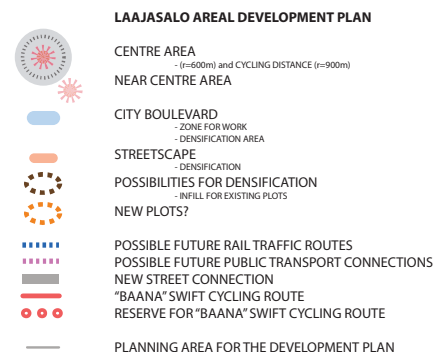 LAAJASALO AREAL DEVELOPMENT PLAN
CENTRE AREA
- (r=600m) and CYCLING DISTANCE (r=900m)
NEAR CENTRE AREA
CITY BOULEVARD
- ZONE FOR WORK
- DENSIFICATION AREA
STREETSCAPE
- DENSIFICATION
POSSIBILITIES FOR DENSIFICATION
- INFILL FOR EXISTING PLOTS
NEW PLOTS?
POSSIBLE FUTURE RAIL TRAFFIC ROUTES
POSSIBLE FUTURE PUBLIC TRANSPORT CONNECTIONS
NEW STREET CONNECTION
“BAANA” SWIFT CYCLING ROUTE
RESERVE FOR “BAANA” SWIFT CYCLING ROUTE
PLANNING AREA FOR THE DEVELOPMENT PLAN